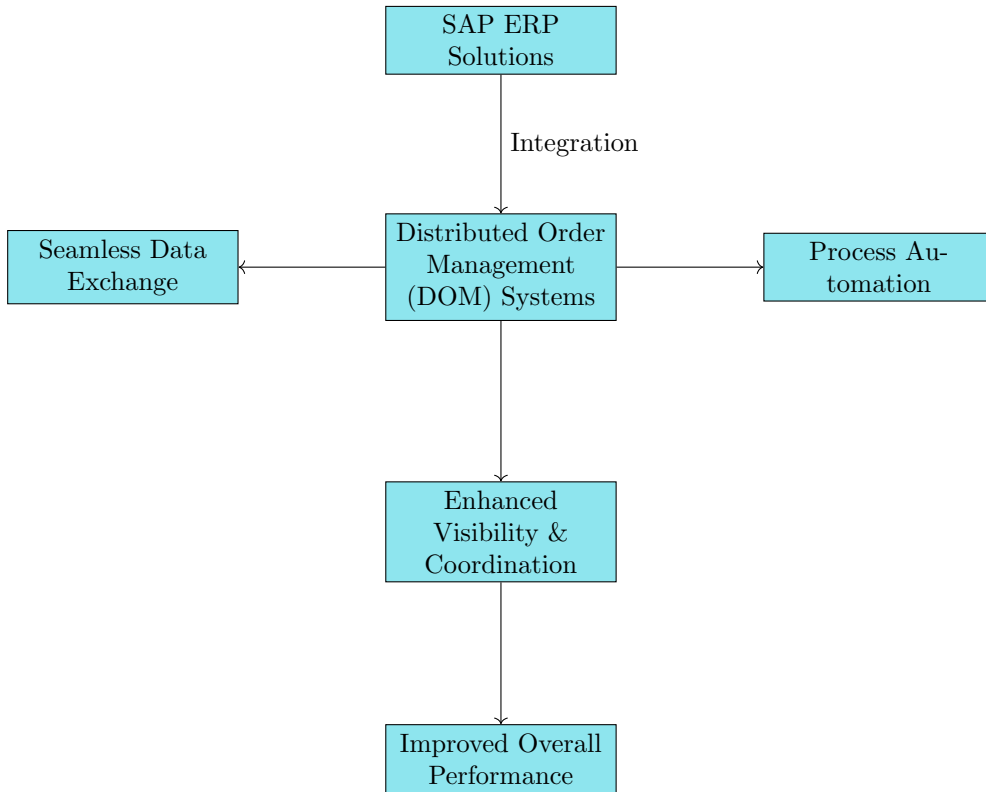 SAP ERP
Solutions
Integration
Distributed Order
Management
(DOM) Systems
Seamless Data
Exchange
Process Au-
tomation
Enhanced
Visibility &
Coordination
Improved Overall
Performance